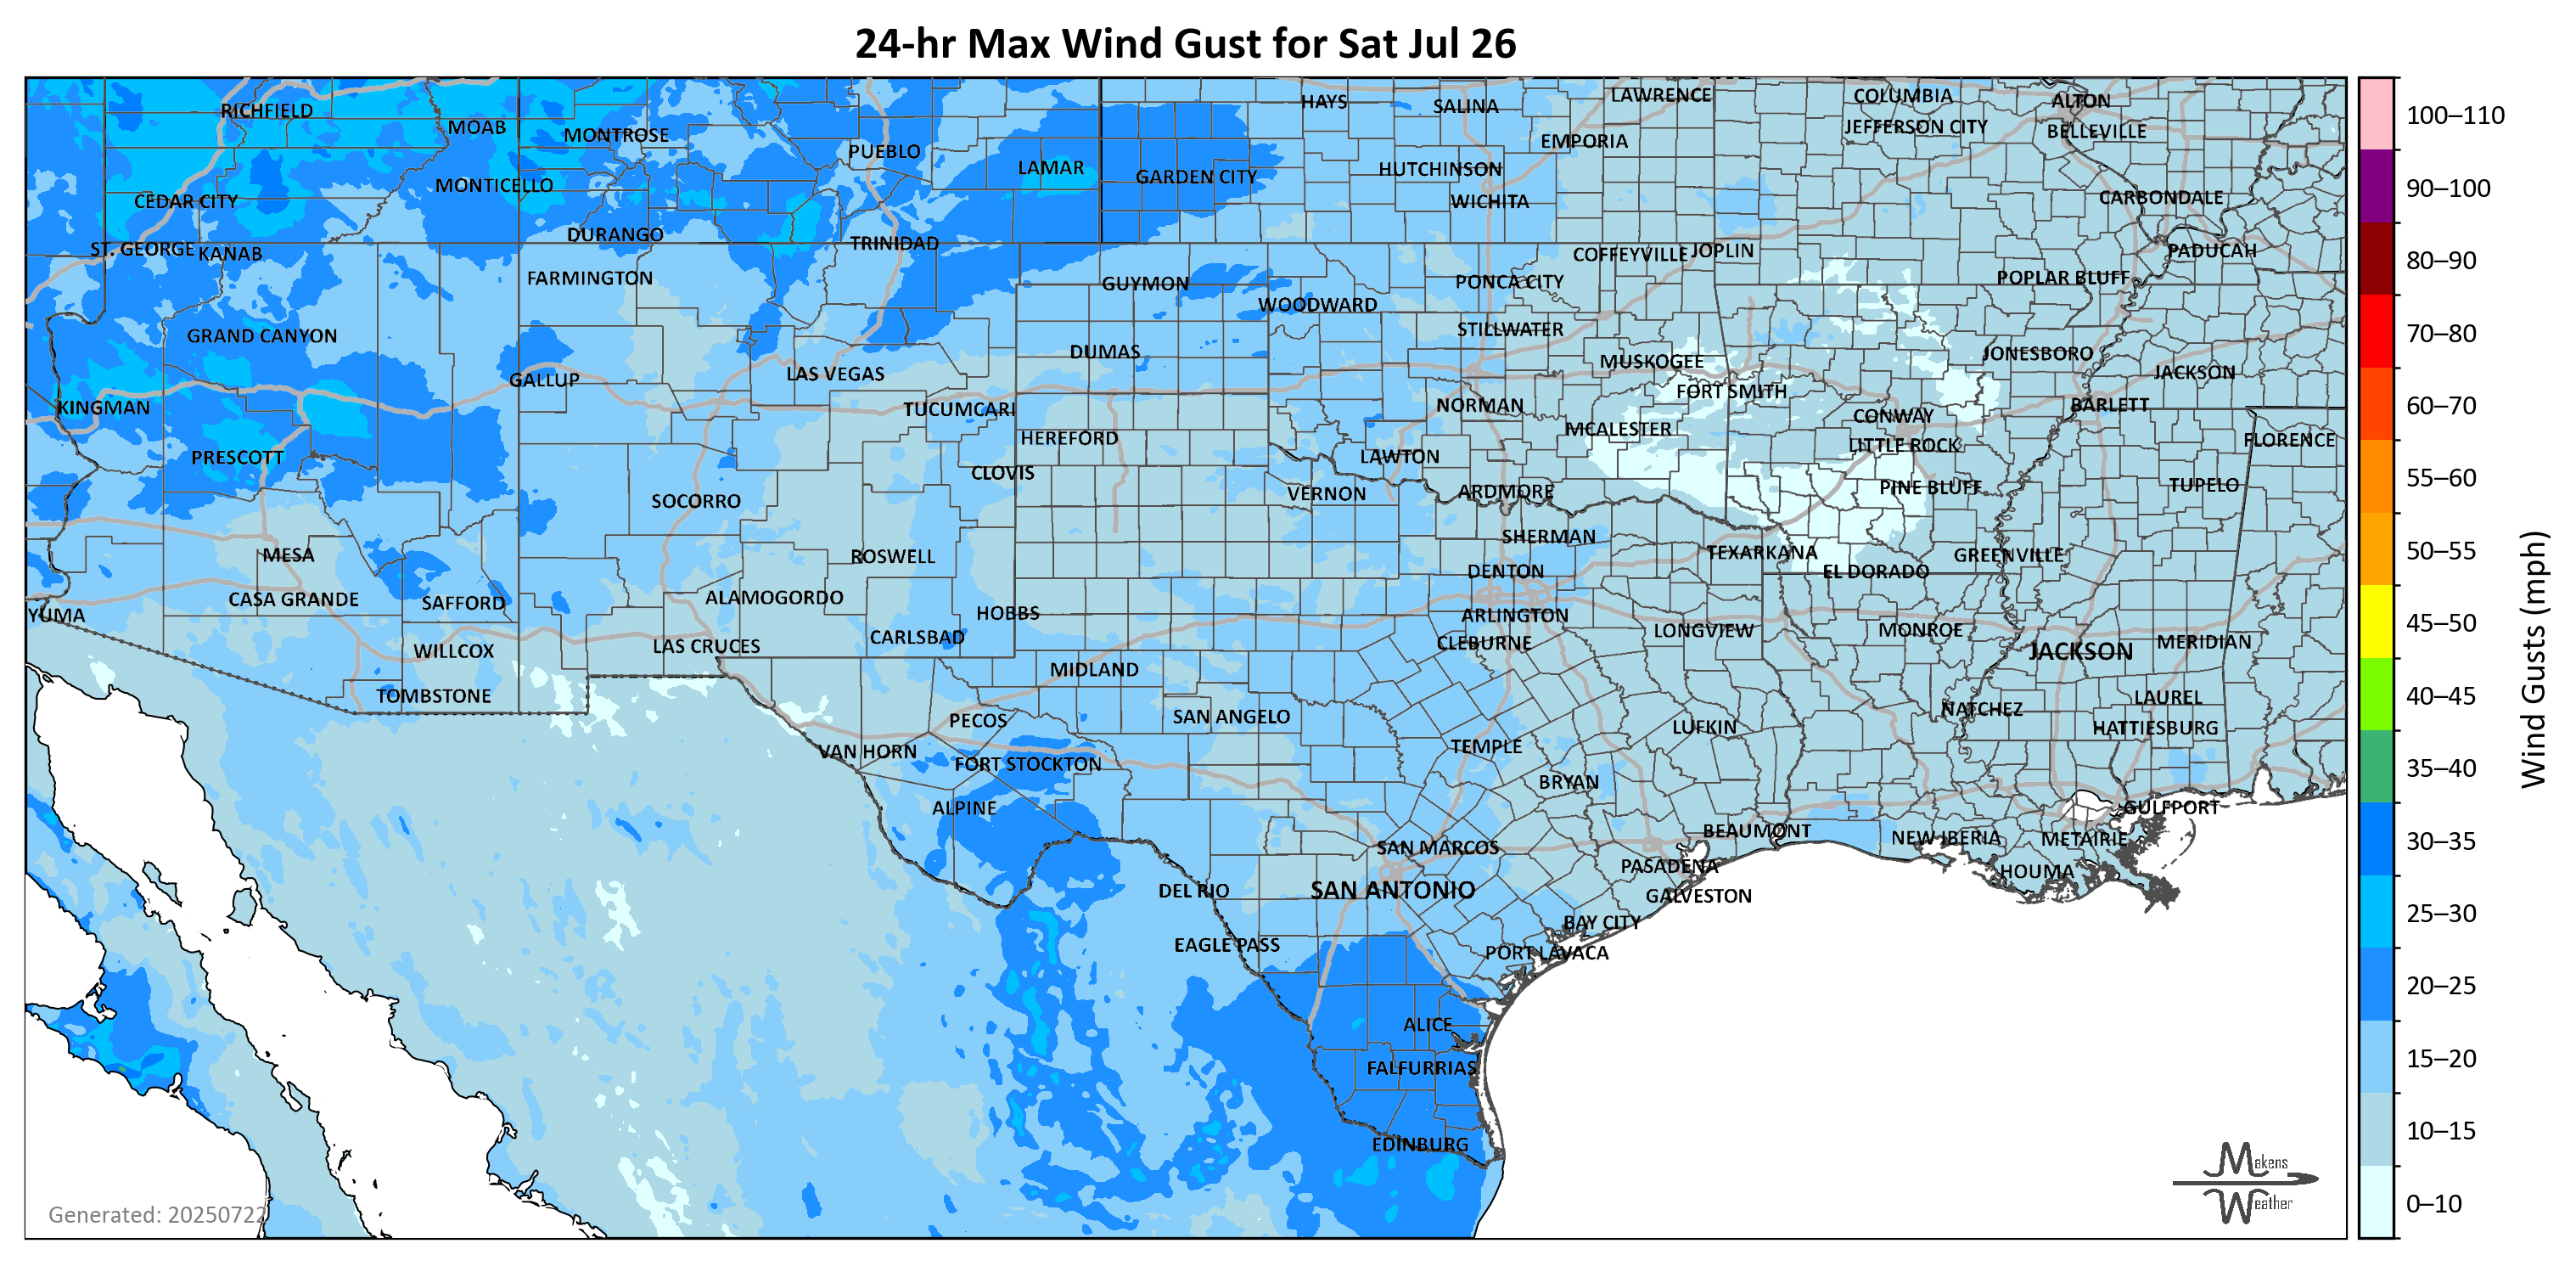 24-hr Max Wind Gust for Sat Jul 26
RICHFIELD
MOAB
MONTROSE
PUEBLO
LAMAR
GARDEN CITY
HAYS
SALINA
LAWRENCE
EMPORIA
HUTCHINSON
WICHITA
COLUMBIA
JEFFERSON CITY
ALTON
BELLEVILLE
CARBONDALE
CEDAR CITY
MONTICELLO
DURANGO
TRINIDAD
ST. GEORGE
KANAB
FARMINGTON
GUYMON
WOODWARD
PONCA CITY
COFFEYVILLE
JOPLIN
POPLAR BLUFF
PADUCAH
GRAND CANYON
GALLUP
LAS VEGAS
DUMAS
STILLWATER
MUSKOGEE
FORT SMITH
JONESBORO
JACKSON
KINGMAN
TUCUMCARI
HEREFORD
NORMAN
MCALESTER
CONWAY
LITTLE ROCK
BARLETT
FLORENCE
PRESCOTT
SOCORRO
CLOVIS
VERNON
LAWTON
ARDMORE
PINE BLUFF
TUPELO
MESA
ROSWELL
SHERMAN
DENTON
TEXARKANA
EL DORADO
GREENVILLE
YUMA
CASA GRANDE
SAFFORD
ALAMOGORDO
HOBBS
ARLINGTON
CLEBURNE
LONGVIEW
MONROE
JACKSON
MERIDIAN
WILLCOX
LAS CRUCES
CARLSBAD
MIDLAND
TOMBSTONE
PECOS
SAN ANGELO
TEMPLE
LUFKIN
NATCHEZ
LAUREL
HATTIESBURG
VAN HORN
FORT STOCKTON
ALPINE
BRYAN
BEAUMONT
NEW IBERIA
METAIRIE
GULFPORT
HOUMA
SAN MARCOS
PASADENA
GALVESTON
DEL RIO
SAN ANTONIO
BAY CITY
EAGLE PASS
PORT LAVACA
ALICE
FALFURRIAS
EDINBURG
Generated: 20250722
Makens
Weather
100–110
90–100
80–90
70–80
60–70
55–60
50–55
45–50
40–45
35–40
30–35
25–30
20–25
15–20
10–15
0–10
Wind Gusts (mph)